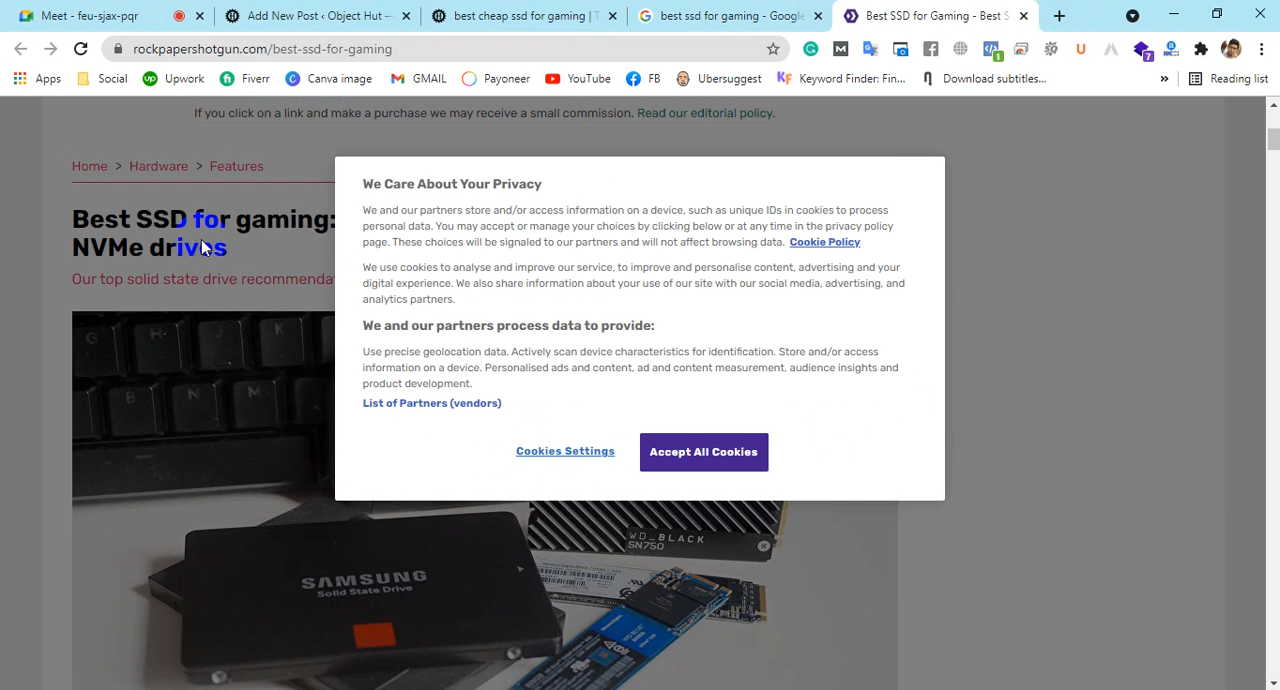 Meet - feu-sjax-pqr
Add New Post ‹ Object Hut —
best cheap ssd for gaming | T
best ssd for gaming - Google
Best SSD for Gaming - Best S
rockpapershotgun.com/best-ssd-for-gaming
Apps Social Upwork Fiverr Canva image GMAIL Payoneer YouTube FB Ubersuggest Keyword Finder: Fin... Download subtitles... » Reading list
If you click on a link and make a purchase we may receive a small commission. Read our editorial policy.
Home > Hardware > Features
Best SSD for gaming:
NVMe drives
Our top solid state drive recommendat
We Care About Your Privacy
We and our partners store and/or access information on a device, such as unique IDs in cookies to process
personal data. You may accept or manage your choices by clicking below or at any time in the privacy policy
page. These choices will be signaled to our partners and will not affect browsing data. Cookie Policy
We use cookies to analyse and improve our service, to improve and personalise content, advertising and your
digital experience. We also share information about your use of our site with our social media, advertising, and
analytics partners.
We and our partners process data to provide:
Use precise geolocation data. Actively scan device characteristics for identification. Store and/or access
information on a device. Personalised ads and content, ad and content measurement, audience insights and
product development.
List of Partners (vendors)
Cookies Settings
Accept All Cookies
G H J K
B N M
WD_BLACK
SN750
SAMSUNG
Solid State Drive